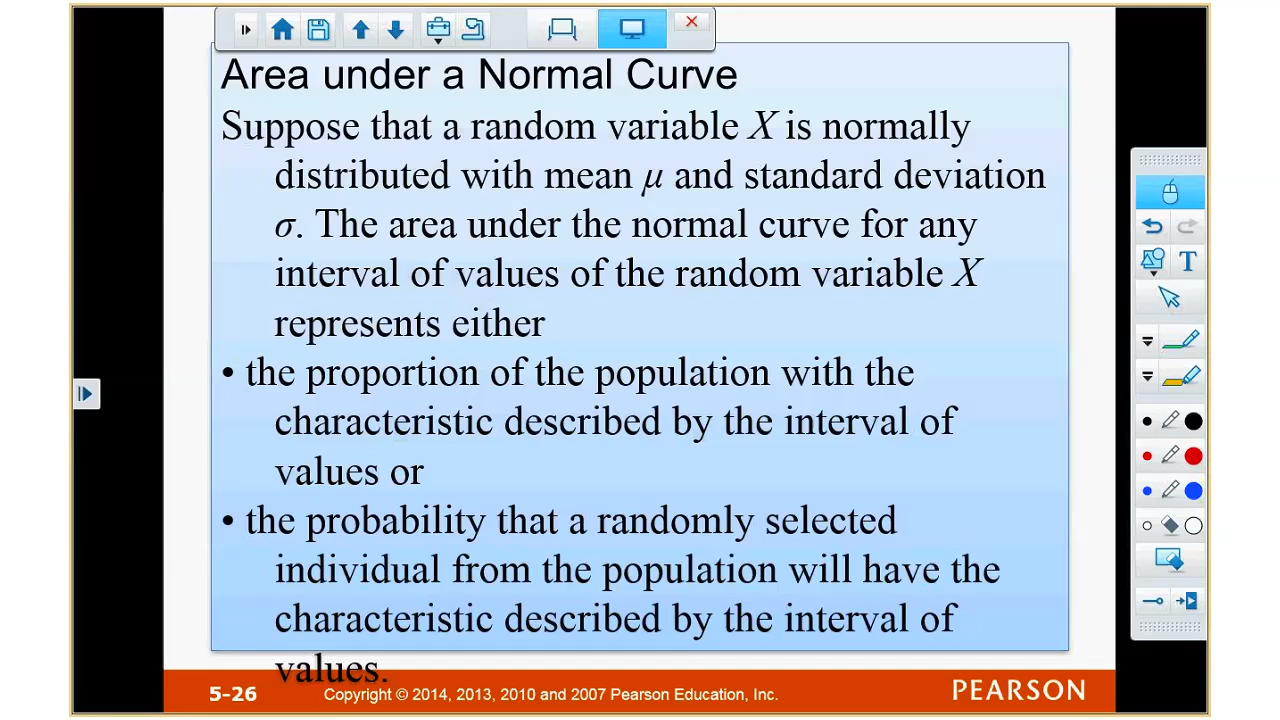 Area under a Normal Curve
Suppose that a random variable X is normally
distributed with mean μ and standard deviation
σ. The area under the normal curve for any
interval of values of the random variable X
represents either
• the proportion of the population with the
characteristic described by the interval of
values or
• the probability that a randomly selected
individual from the population will have the
characteristic described by the interval of
values.
5-26 Copyright © 2014, 2013, 2010 and 2007 Pearson Education, Inc. PEARSON
T